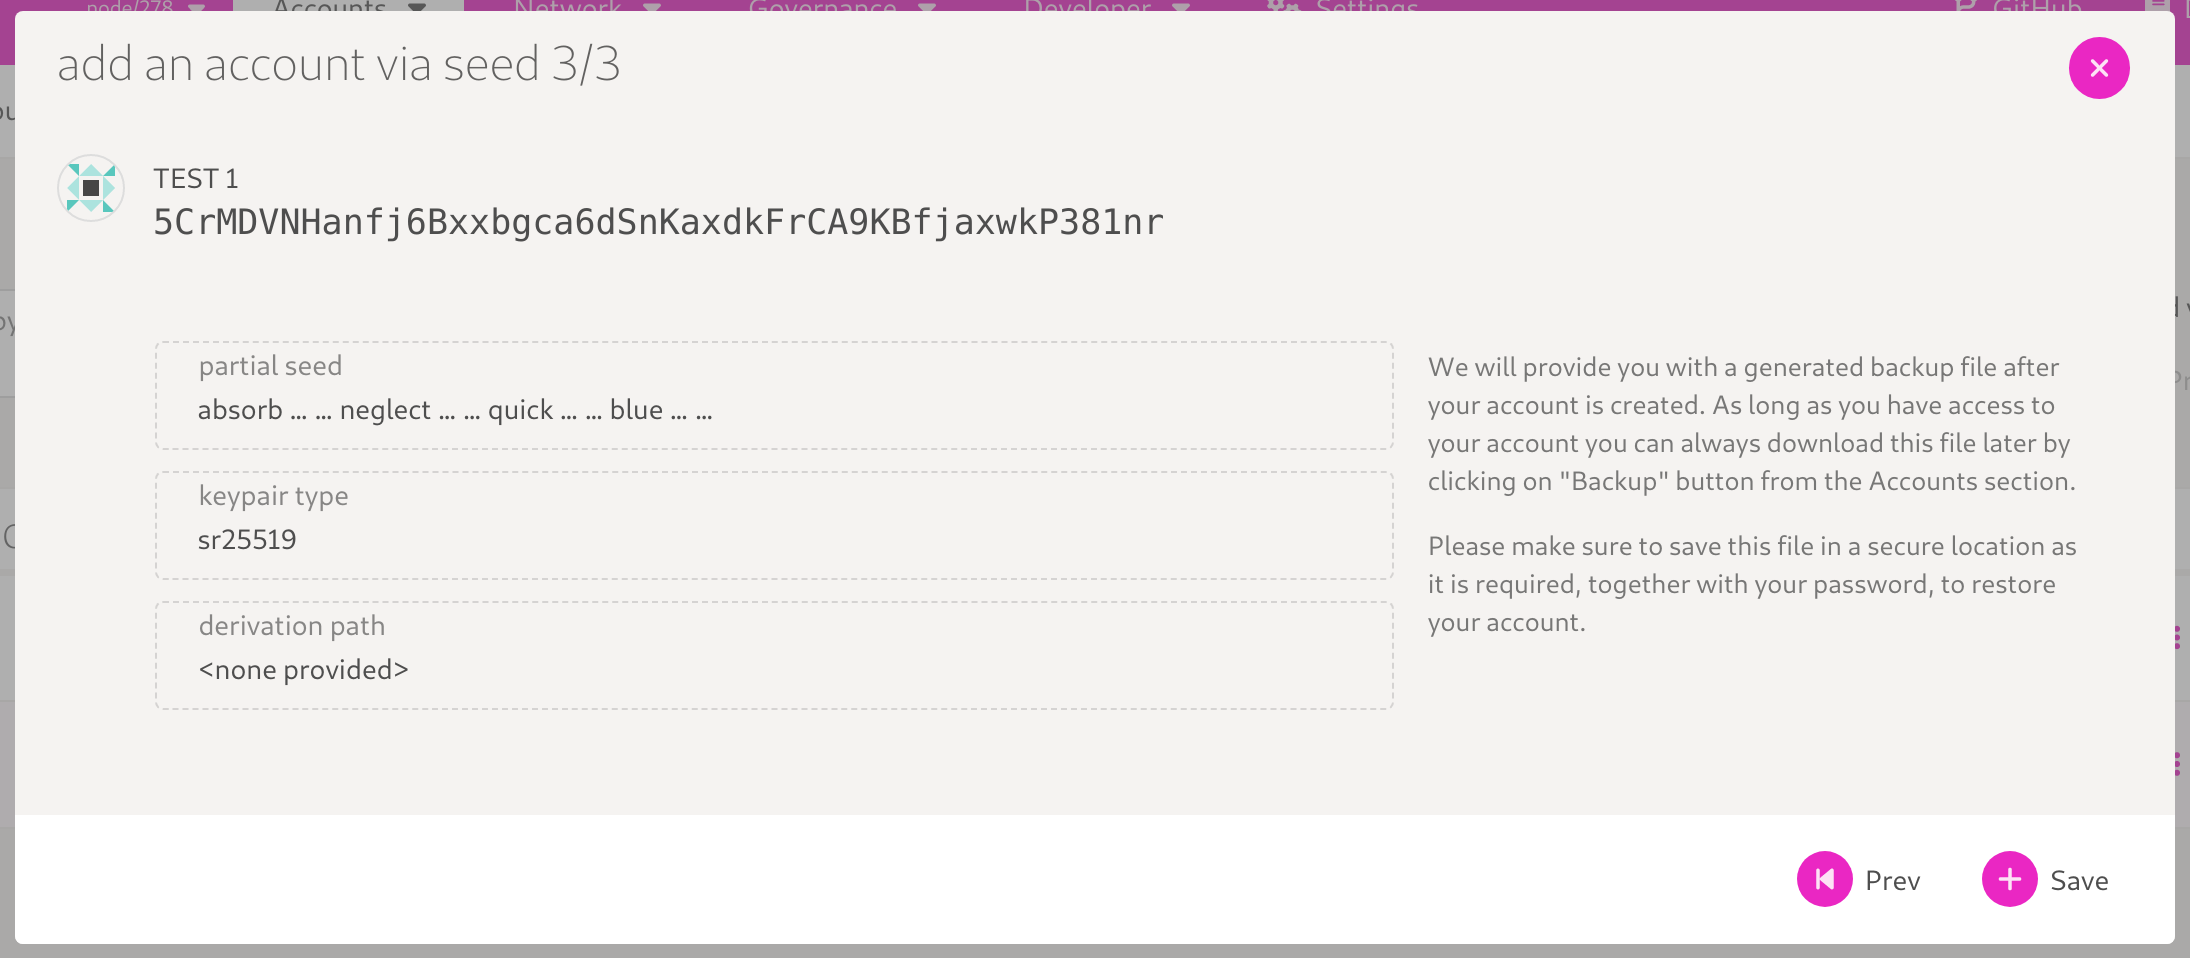 node/278 Accounts Network Governance Developer Settings GitHub
add an account via seed 3/3
TEST 1
5CrMDVNHanfj6Bxxbgca6dSnKaxdkFrCA9KBfjaxwkP381nr
partial seed
absorb ... ... neglect ... ... quick ... ... blue ... ...
keypair type
sr25519
derivation path
<none provided>
We will provide you with a generated backup file after
your account is created. As long as you have access to
your account you can always download this file later by
clicking on "Backup" button from the Accounts section.
Please make sure to save this file in a secure location as
it is required, together with your password, to restore
your account.
Prev
Save